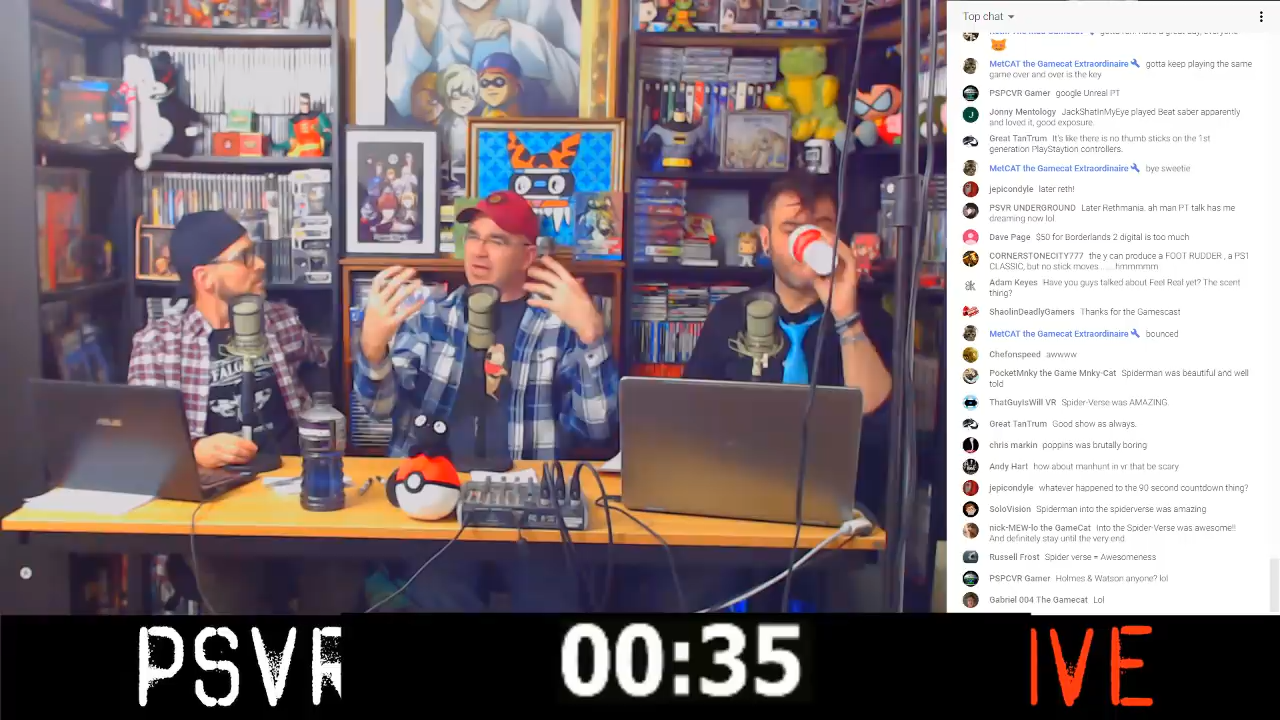 Top chat
MetCAT the Gamecat Extraordinaire gotta keep playing the same
game over and over is the key
PSPCVR Gamer google Unreal PT
Jonny Mentology JackShatInMyEye played Beat saber apparently
and loved it, good exposure.
Great TanTrum It's like there is no thumb sticks on the 1st
generation PlayStaytion controllers.
MetCAT the Gamecat Extraordinaire bye sweetie
jepicondyle later reth!
PSVR UNDERGROUND Later Rethmania. ah man PT talk has me
dreaming now lol.
Dave Page $50 for Borderlands 2 digital is too much
CORNERSTONECITY777 the y can produce a FOOT RUDDER , a PS1
CLASSIC, but no stick moves...... hmmmmm
Adam Keyes Have you guys talked about Feel Real yet? The scent
thing?
ShaolinDeadlyGamers Thanks for the Gamescast
MetCAT the Gamecat Extraordinaire bounced
Chefonspeed awwww
PocketMnky the Game Mnky-Cat Spiderman was beautiful and well
told
ThatGuyIsWill VR Spider-Verse was AMAZING.
Great TanTrum Good show as always.
chris markin poppins was brutally boring
Andy Hart how about manhunt in vr that be scary
jepicondyle whatever happened to the 90 second countdown thing?
SoloVision Spiderman into the spiderverse was amazing
nick-MEW-lo the GameCat Into the Spider-Verse was awesome!!
And definitely stay until the very end
Russell Frost Spider verse = Awesomeness
PSPCVR Gamer Holmes & Watson anyone? lol
Gabriel 004 The Gamecat Lol
ASUS
PSVR
00:35
IVE